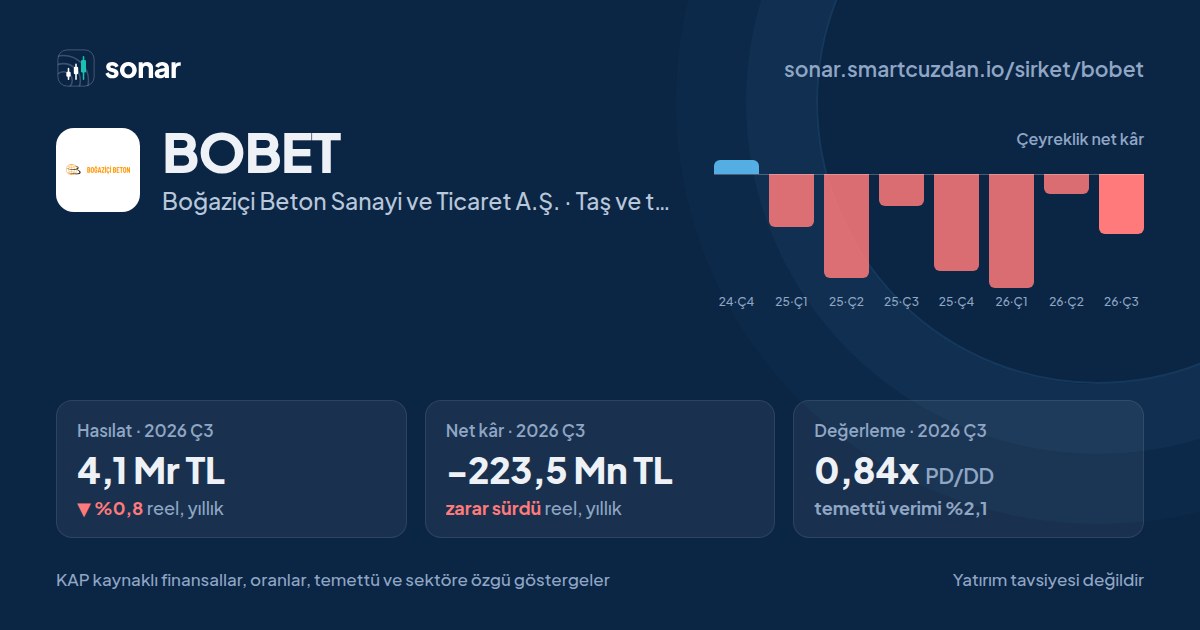 sonar
sonar.smartcuzdan.io/sirket/bobet
BOĞAZİÇİ BETON
BOBET
Boğaziçi Beton Sanayi ve Ticaret A.Ş. · Taş ve t...
Çeyreklik net kâr
24·Ç4 25·Ç1 25·Ç2 25·Ç3 25·Ç4 26·Ç1 26·Ç2 26·Ç3
Hasılat · 2026 Ç3
4,1 Mr TL
▼ %0,8 reel, yıllık
Net kâr · 2026 Ç3
−223,5 Mn TL
zarar sürdü reel, yıllık
Değerleme · 2026 Ç3
0,84x PD/DD
temettü verimi %2,1
KAP kaynaklı finansallar, oranlar, temettü ve sektöre özgü göstergeler
Yatırım tavsiyesi değildir